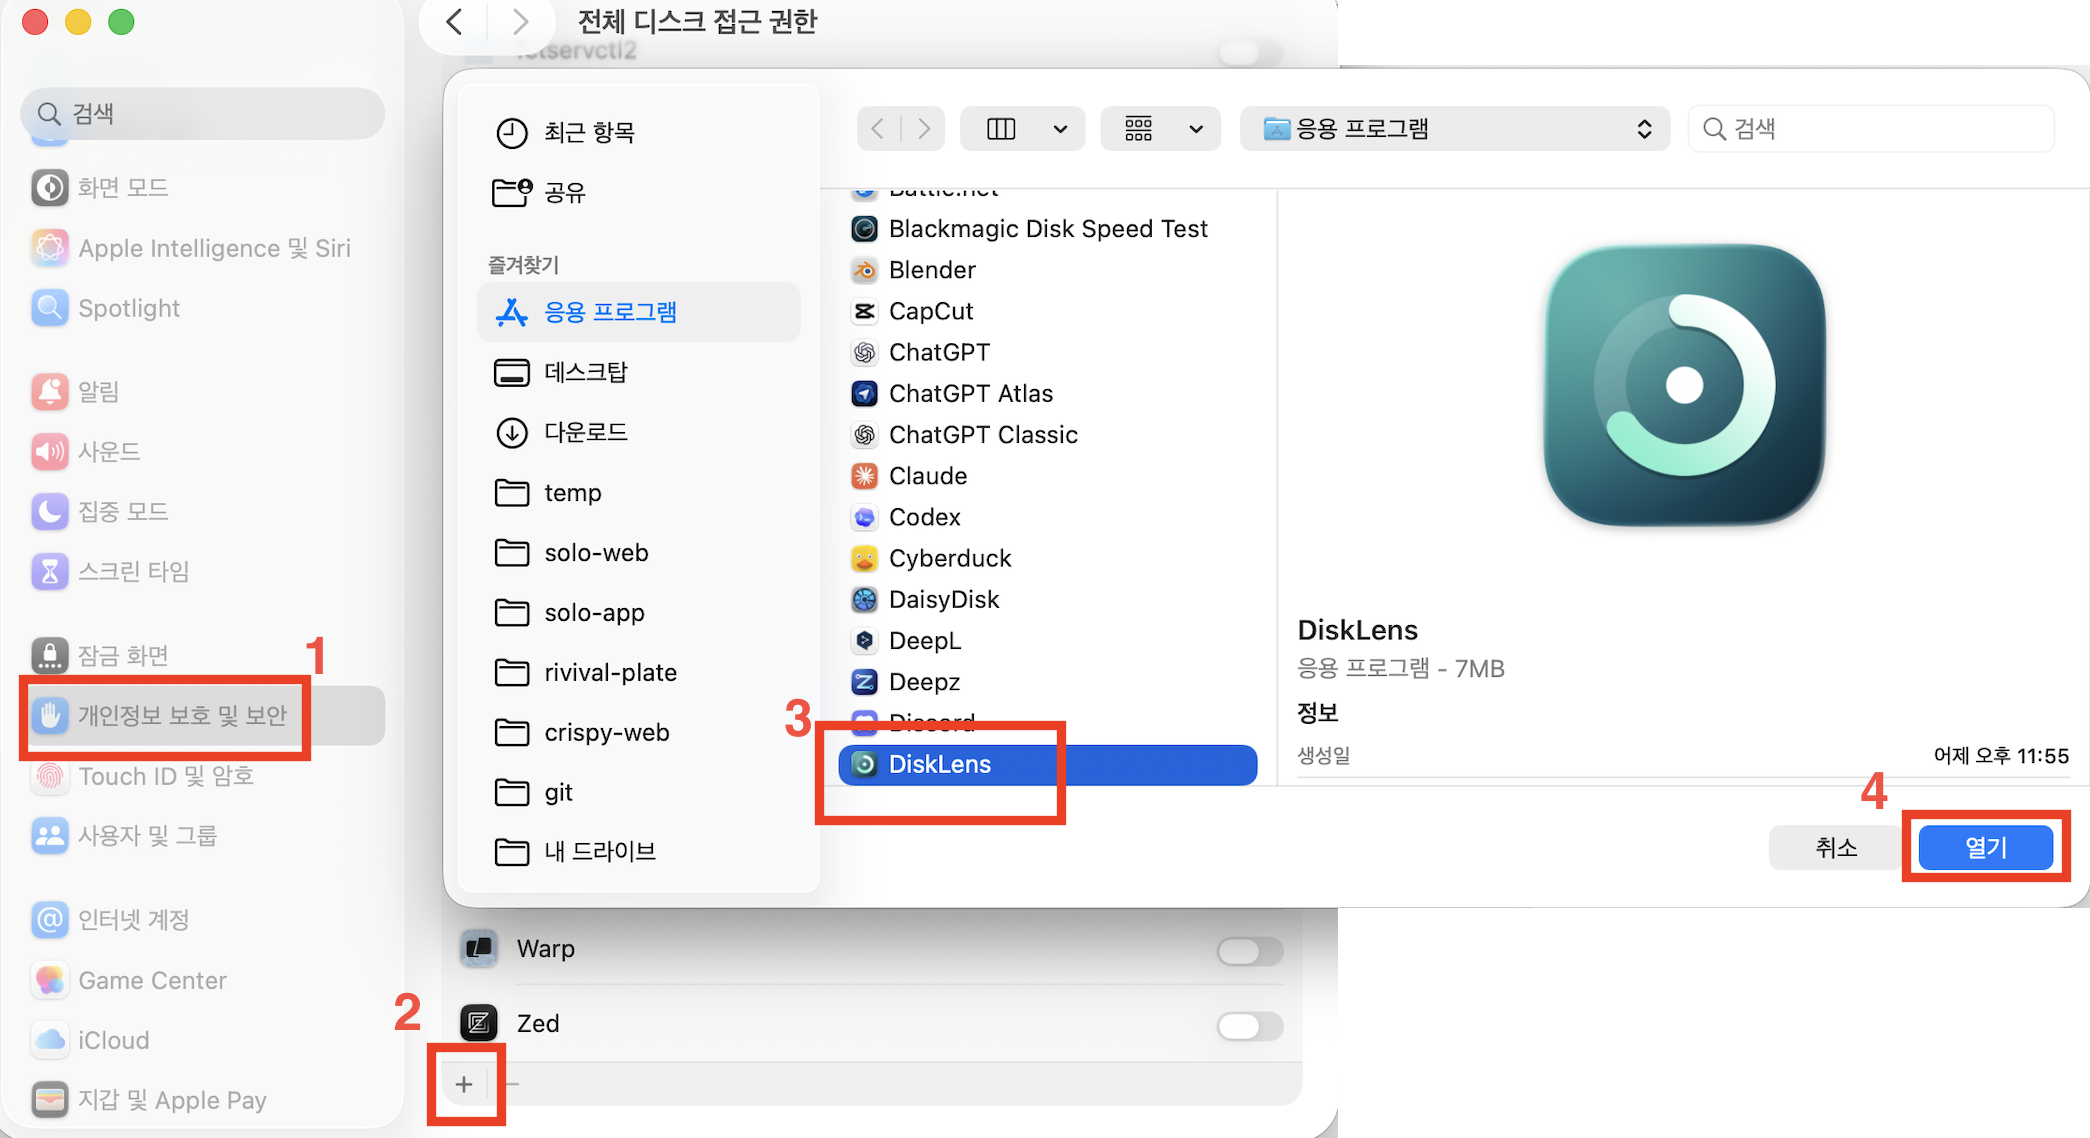 전체 디스크 접근 권한
검색
화면 모드
Apple Intelligence 및 Siri
Spotlight
알림
사운드
집중 모드
스크린 타임
잠금 화면
1
개인정보 보호 및 보안
Touch ID 및 암호
사용자 및 그룹
인터넷 계정
Game Center
iCloud
지갑 및 Apple Pay
최근 항목
공유
즐겨찾기
응용 프로그램
데스크탑
다운로드
temp
solo-web
solo-app
rivival-plate
crispy-web
git
내 드라이브
응용 프로그램
검색
Battle.net
Blackmagic Disk Speed Test
Blender
CapCut
ChatGPT
ChatGPT Atlas
ChatGPT Classic
Claude
Codex
Cyberduck
DaisyDisk
DeepL
Deepz
Discord
3
DiskLens
DiskLens
응용 프로그램 - 7MB
정보
생성일 어제 오후 11:55
4
취소 열기
Warp
Zed
2
+ −